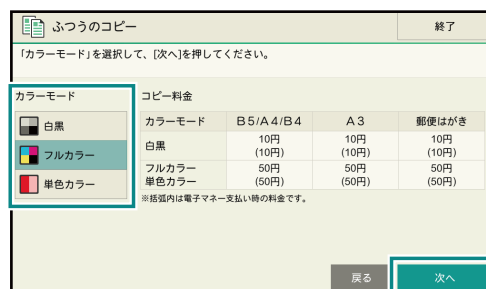 ふつうのコピー
終了
「カラーモード」を選択して、[次へ]を押してください。
カラーモード
白黒
フルカラー
単色カラー
コピー料金
カラーモード B5/A4/B4 A3 郵便はがき
白黒 10円 10円 10円
(10円) (10円) (10円)
フルカラー 50円 50円 50円
単色カラー (50円) (50円) (50円)
※括弧内は電子マネー支払い時の料金です。
戻る
次へ